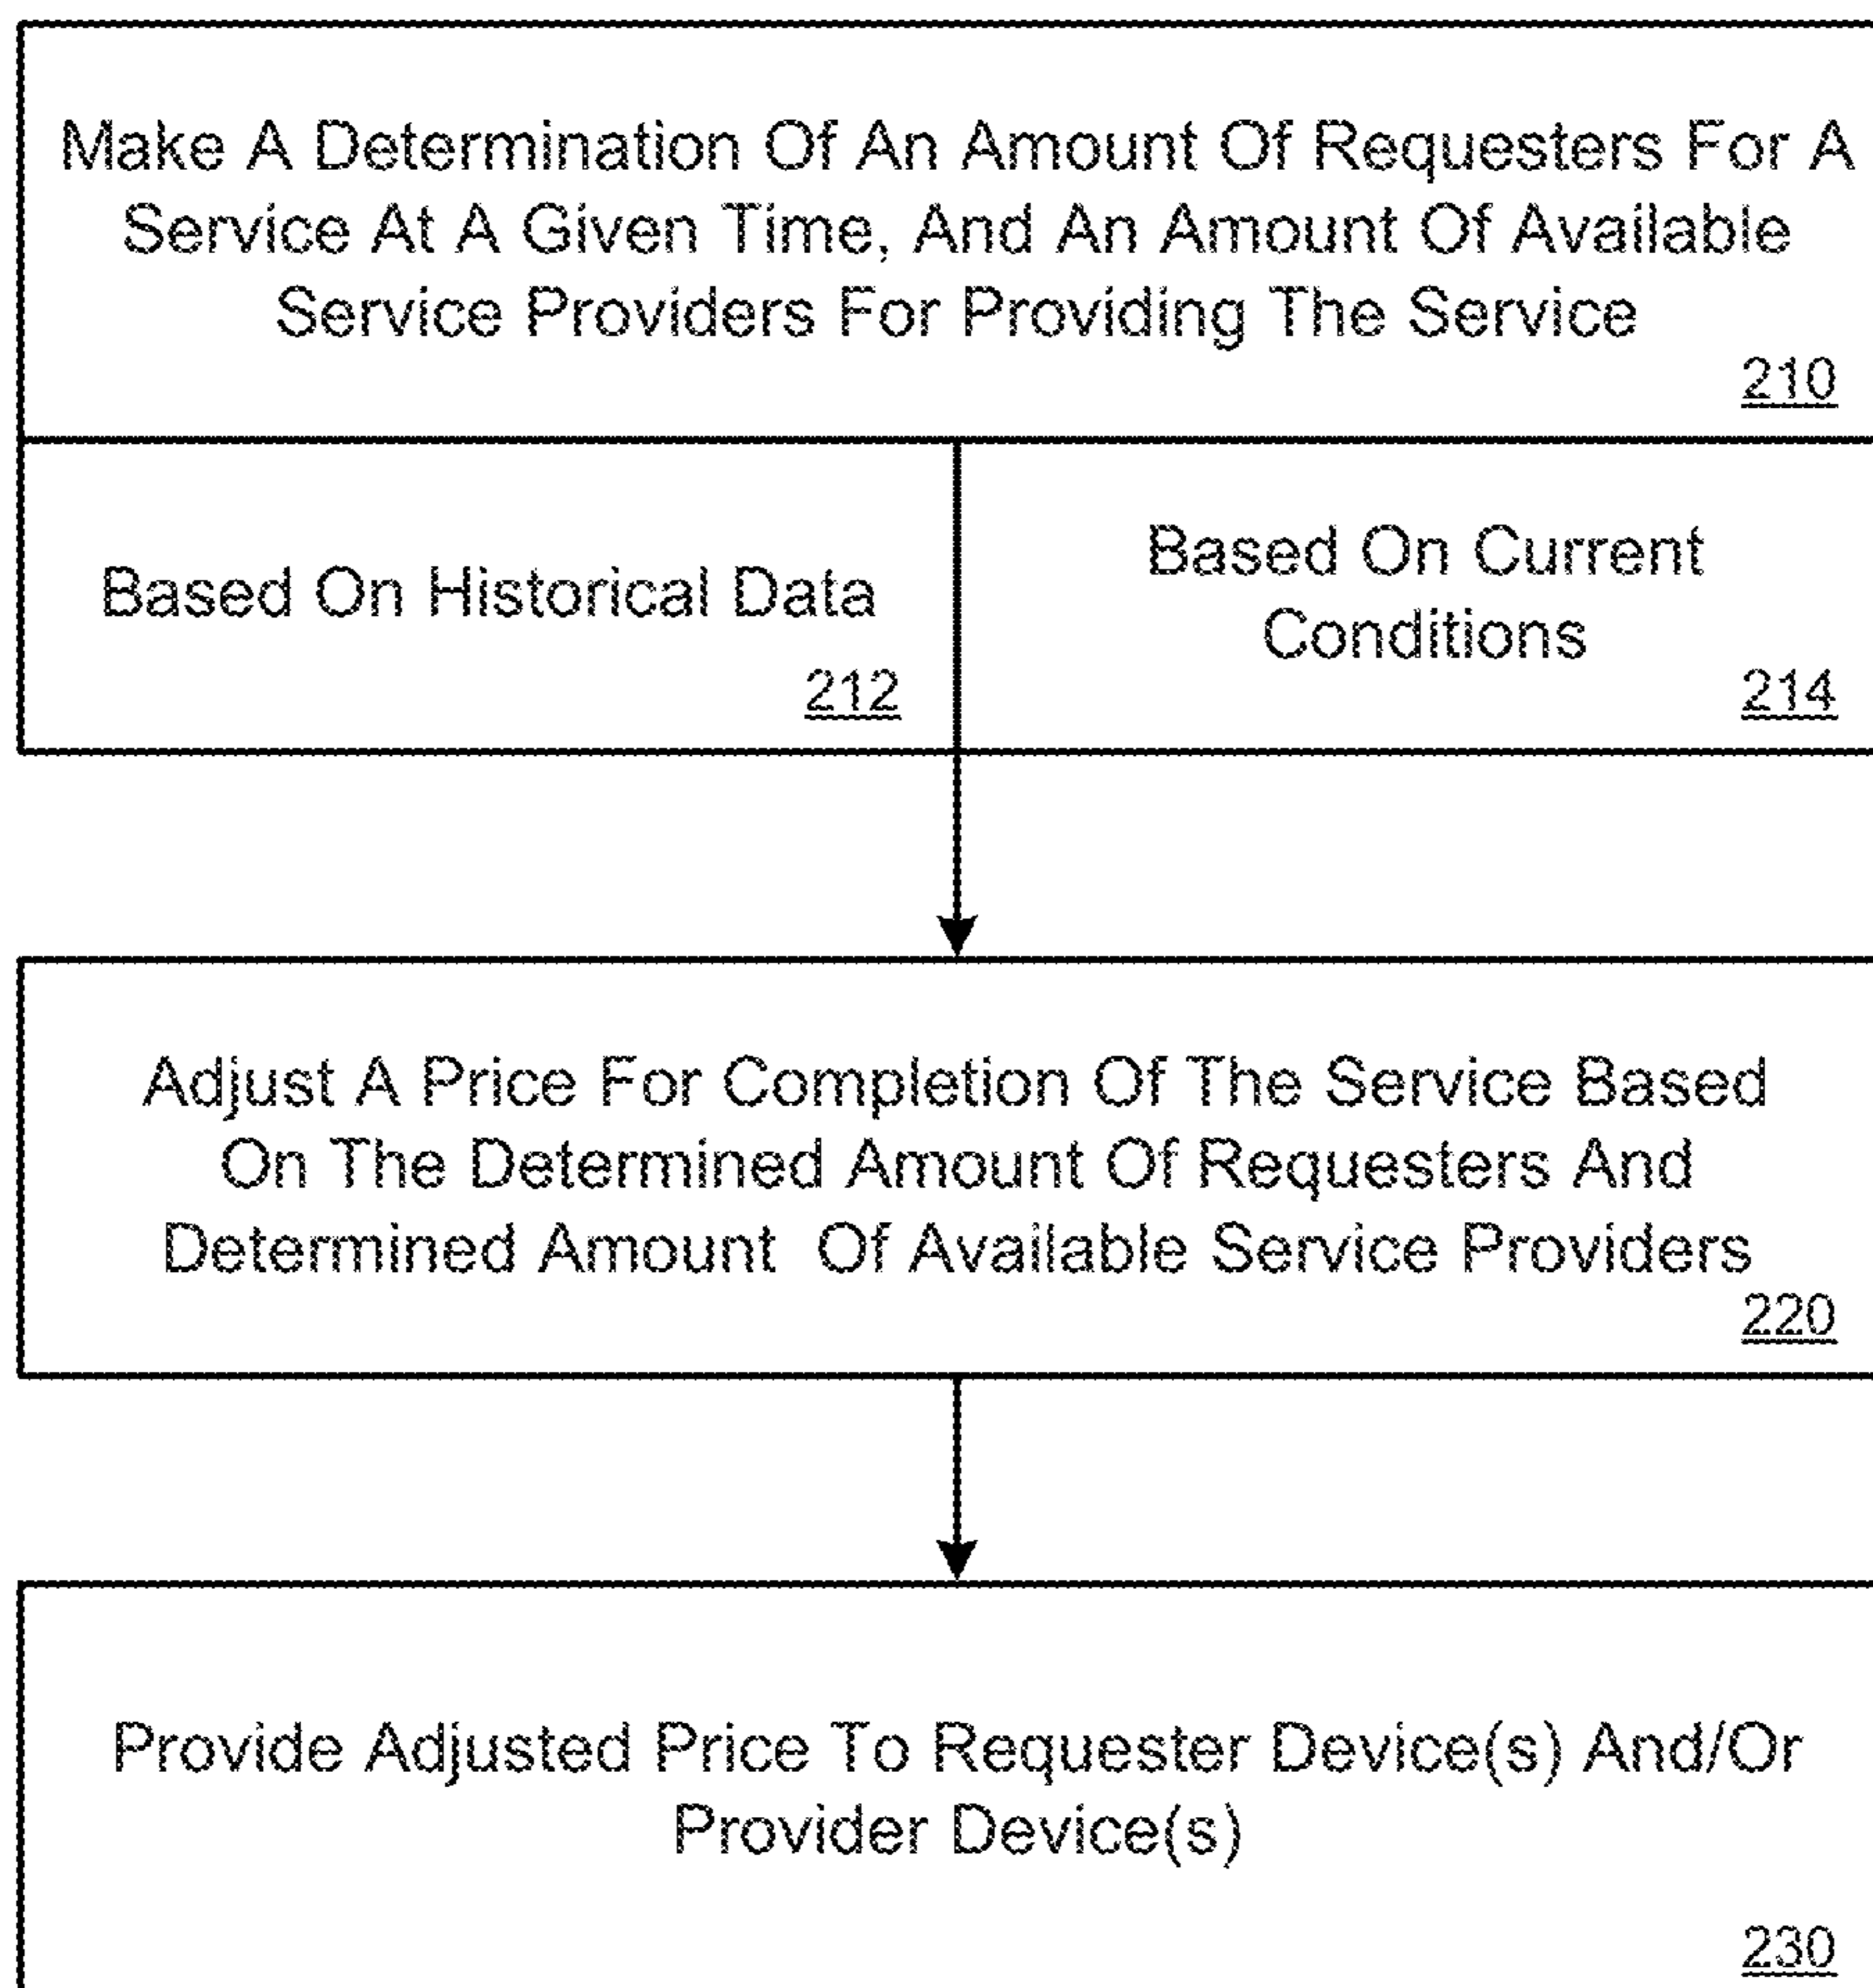 Make A Determination Of An Amount Of Requesters For A
Service At A Given Time, And An Amount Of Available
Service Providers For Providing The Service
210
Based On Historical Data
212
Based On Current
Conditions
214
Adjust A Price For Completion Of The Service Based
On The Determined Amount Of Requesters And
Determined Amount Of Available Service Providers
220
Provide Adjusted Price To Requester Device(s) And/Or
Provider Device(s)
230